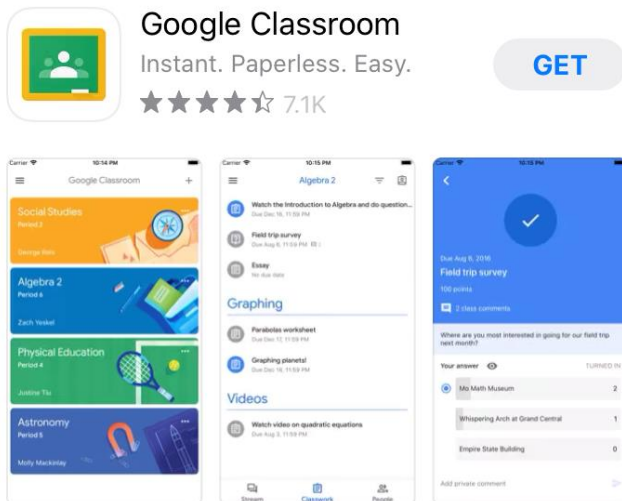 Google Classroom
Instant. Paperless. Easy.
GET
7.1K
Carrier
10:14 PM
Google Classroom
+
Social Studies
Period 2
Algebra 2
Period 6
Zach Yeskel
Physical Education
Period 4
Justine Tiu
Astronomy
Period 5
Molly Mackinlay
Carrier
10:15 PM
Algebra 2
Watch the Introduction to Algebra and do question...
Due Dec 16, 11:59 PM
Field trip survey
Due Aug 6, 11:59 PM
Essay
No due date
Graphing
Parabolas worksheet
Due Dec 17, 11:59 PM
Graphing planets!
Due Dec 16, 11:59 PM
Videos
Watch video on quadratic equations
Due Aug 3, 11:59 PM
Stream
Classwork
People
Carrier
10:15 PM
Due Aug 6, 2016
Field trip survey
100 points
2 class comments
Where are you most interested in going for our field trip
next month?
Your answer
TURNED IN
Math Museum
2
Whispering Arch at Grand Central
1
Empire State Building
0
Add private comment